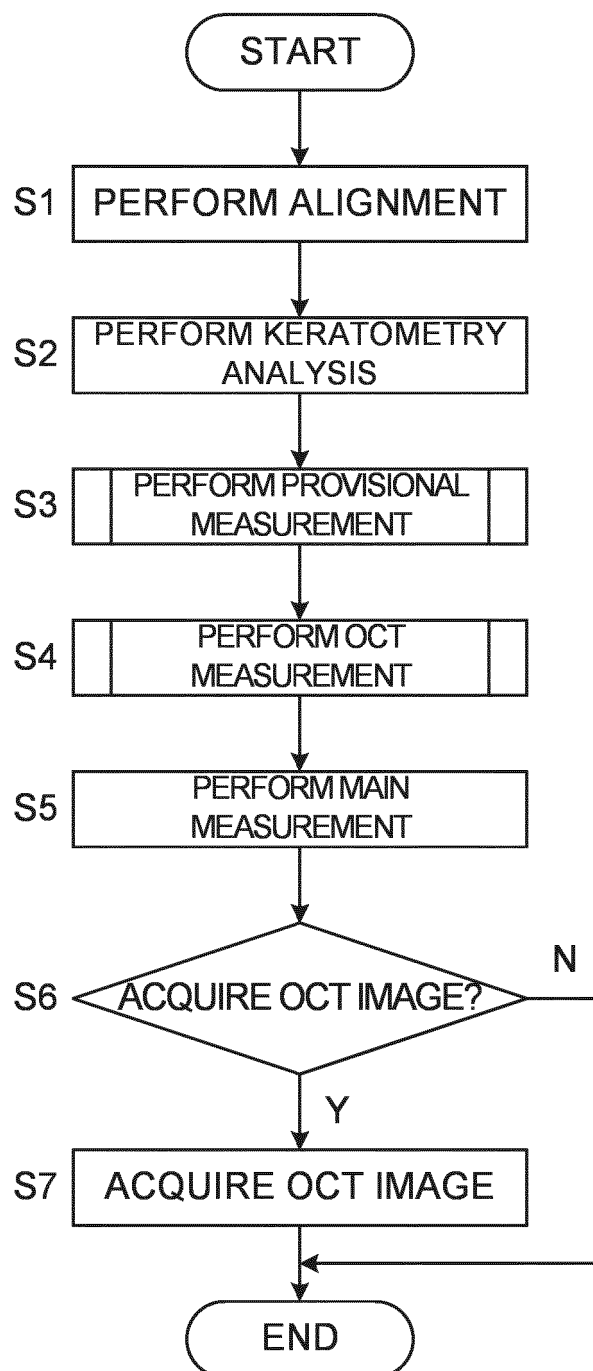 START
S1 PERFORM ALIGNMENT
S2 PERFORM KERATOMETRY
ANALYSIS
S3 PERFORM PROVISIONAL
MEASUREMENT
S4 PERFORM OCT
MEASUREMENT
S5 PERFORM MAIN
MEASUREMENT
N
S6 ACQUIRE OCT IMAGE?
Y
S7 ACQUIRE OCT IMAGE
END